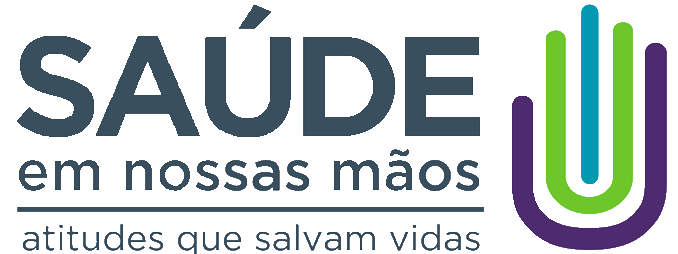 SAÚDE
em nossas mãos
atitudes que salvam vidas